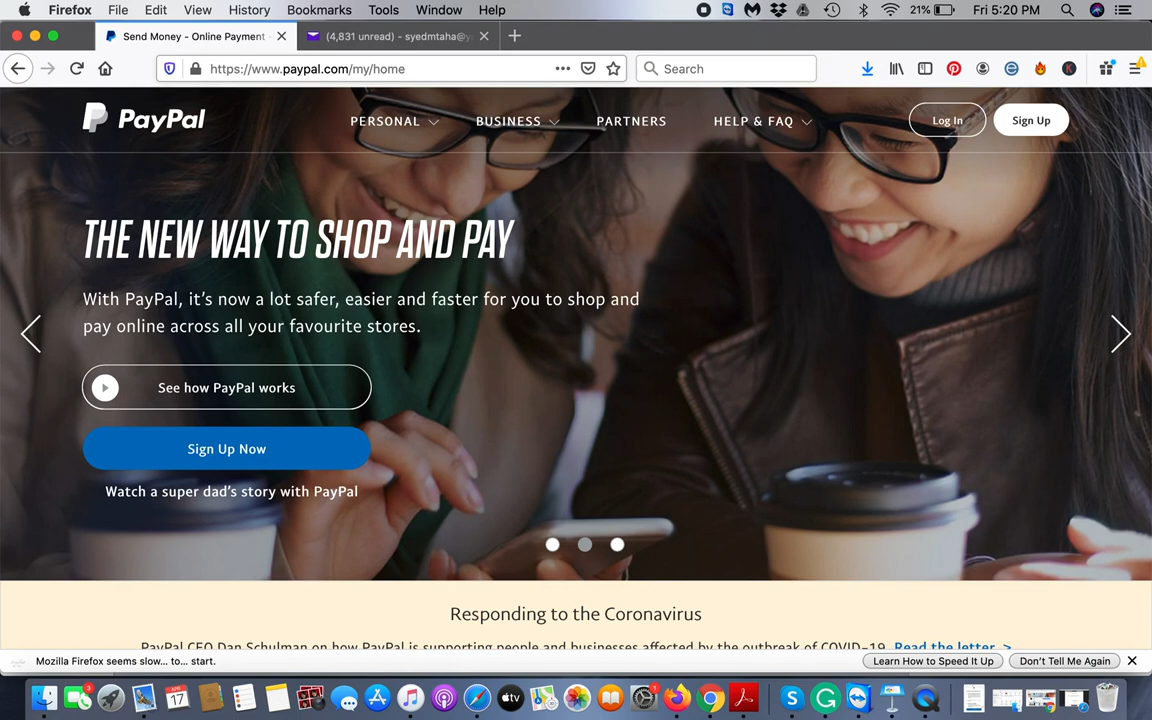 Firefox File Edit View History Bookmarks Tools Window Help 21% Fri 5:20 PM
Send Money - Online Payment (4,831 unread) - syedmtaha@y
https://www.paypal.com/my/home Search
PayPal PERSONAL BUSINESS PARTNERS HELP & FAQ Log In Sign Up
THE NEW WAY TO SHOP AND PAY
With PayPal, it's now a lot safer, easier and faster for you to shop and
pay online across all your favourite stores.
See how PayPal works
Sign Up Now
Watch a super dad's story with PayPal
Responding to the Coronavirus
PayPal CEO Dan Schulman on how PayPal is supporting people and businesses affected by the outbreak of COVID-19. Read the letter >
Mozilla Firefox seems slow... to... start. Learn How to Speed It Up Don't Tell Me Again
3 APR 17 tv 1